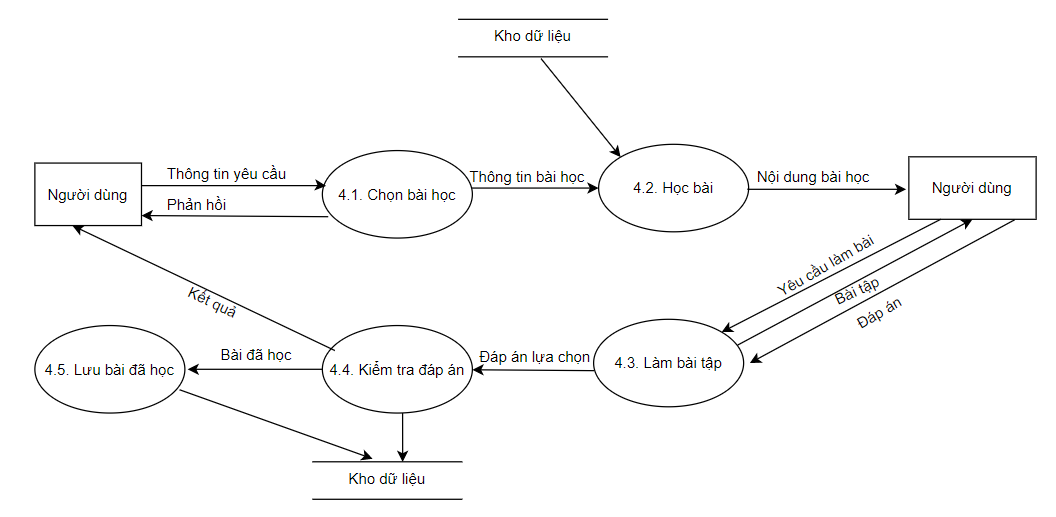 Kho dữ liệu
Người dùng
Thông tin yêu cầu
Phản hồi
4.1. Chọn bài học
Thông tin bài học
4.2. Học bài
Nội dung bài học
Người dùng
Yêu cầu làm bài
Bài tập
Đáp án
Kết quả
4.5. Lưu bài đã học
Bài đã học
4.4. Kiểm tra đáp án
Đáp án lựa chon
4.3. Làm bài tập
Kho dữ liệu